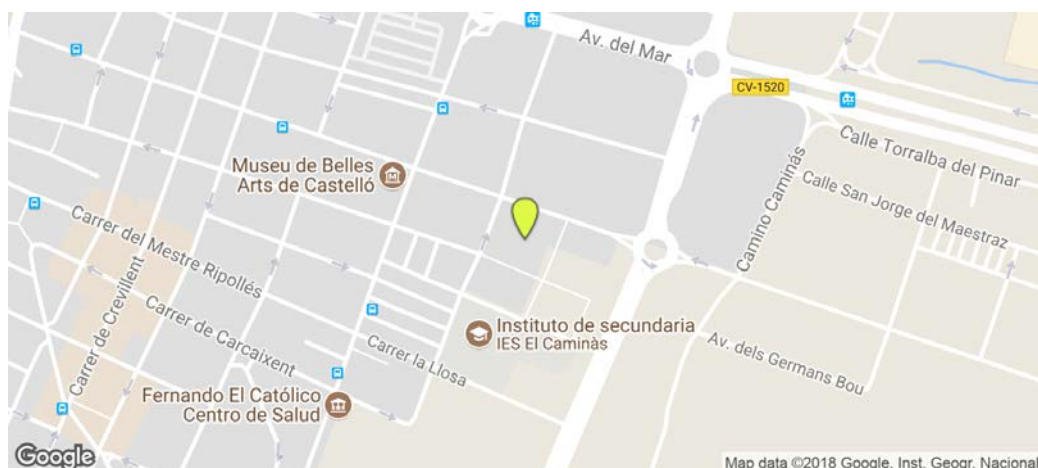 Av. del Mar
CV-1520
Calle Torralba del Pinar
Museu de Belles
Arts de Castelló
Camino Caminàs
Calle San Jorge del Maestraz
Carrer del Mestre Ripollés
Carrer de Crevillent
Carrer de Carcaixent
Instituto de secundaria
IES El Caminàs
Carrer la Llosa
Av. dels Germans Bou
Fernando El Católico
Centro de Salud
Google
Map data ©2018 Google, Inst. Geogr. Nacional